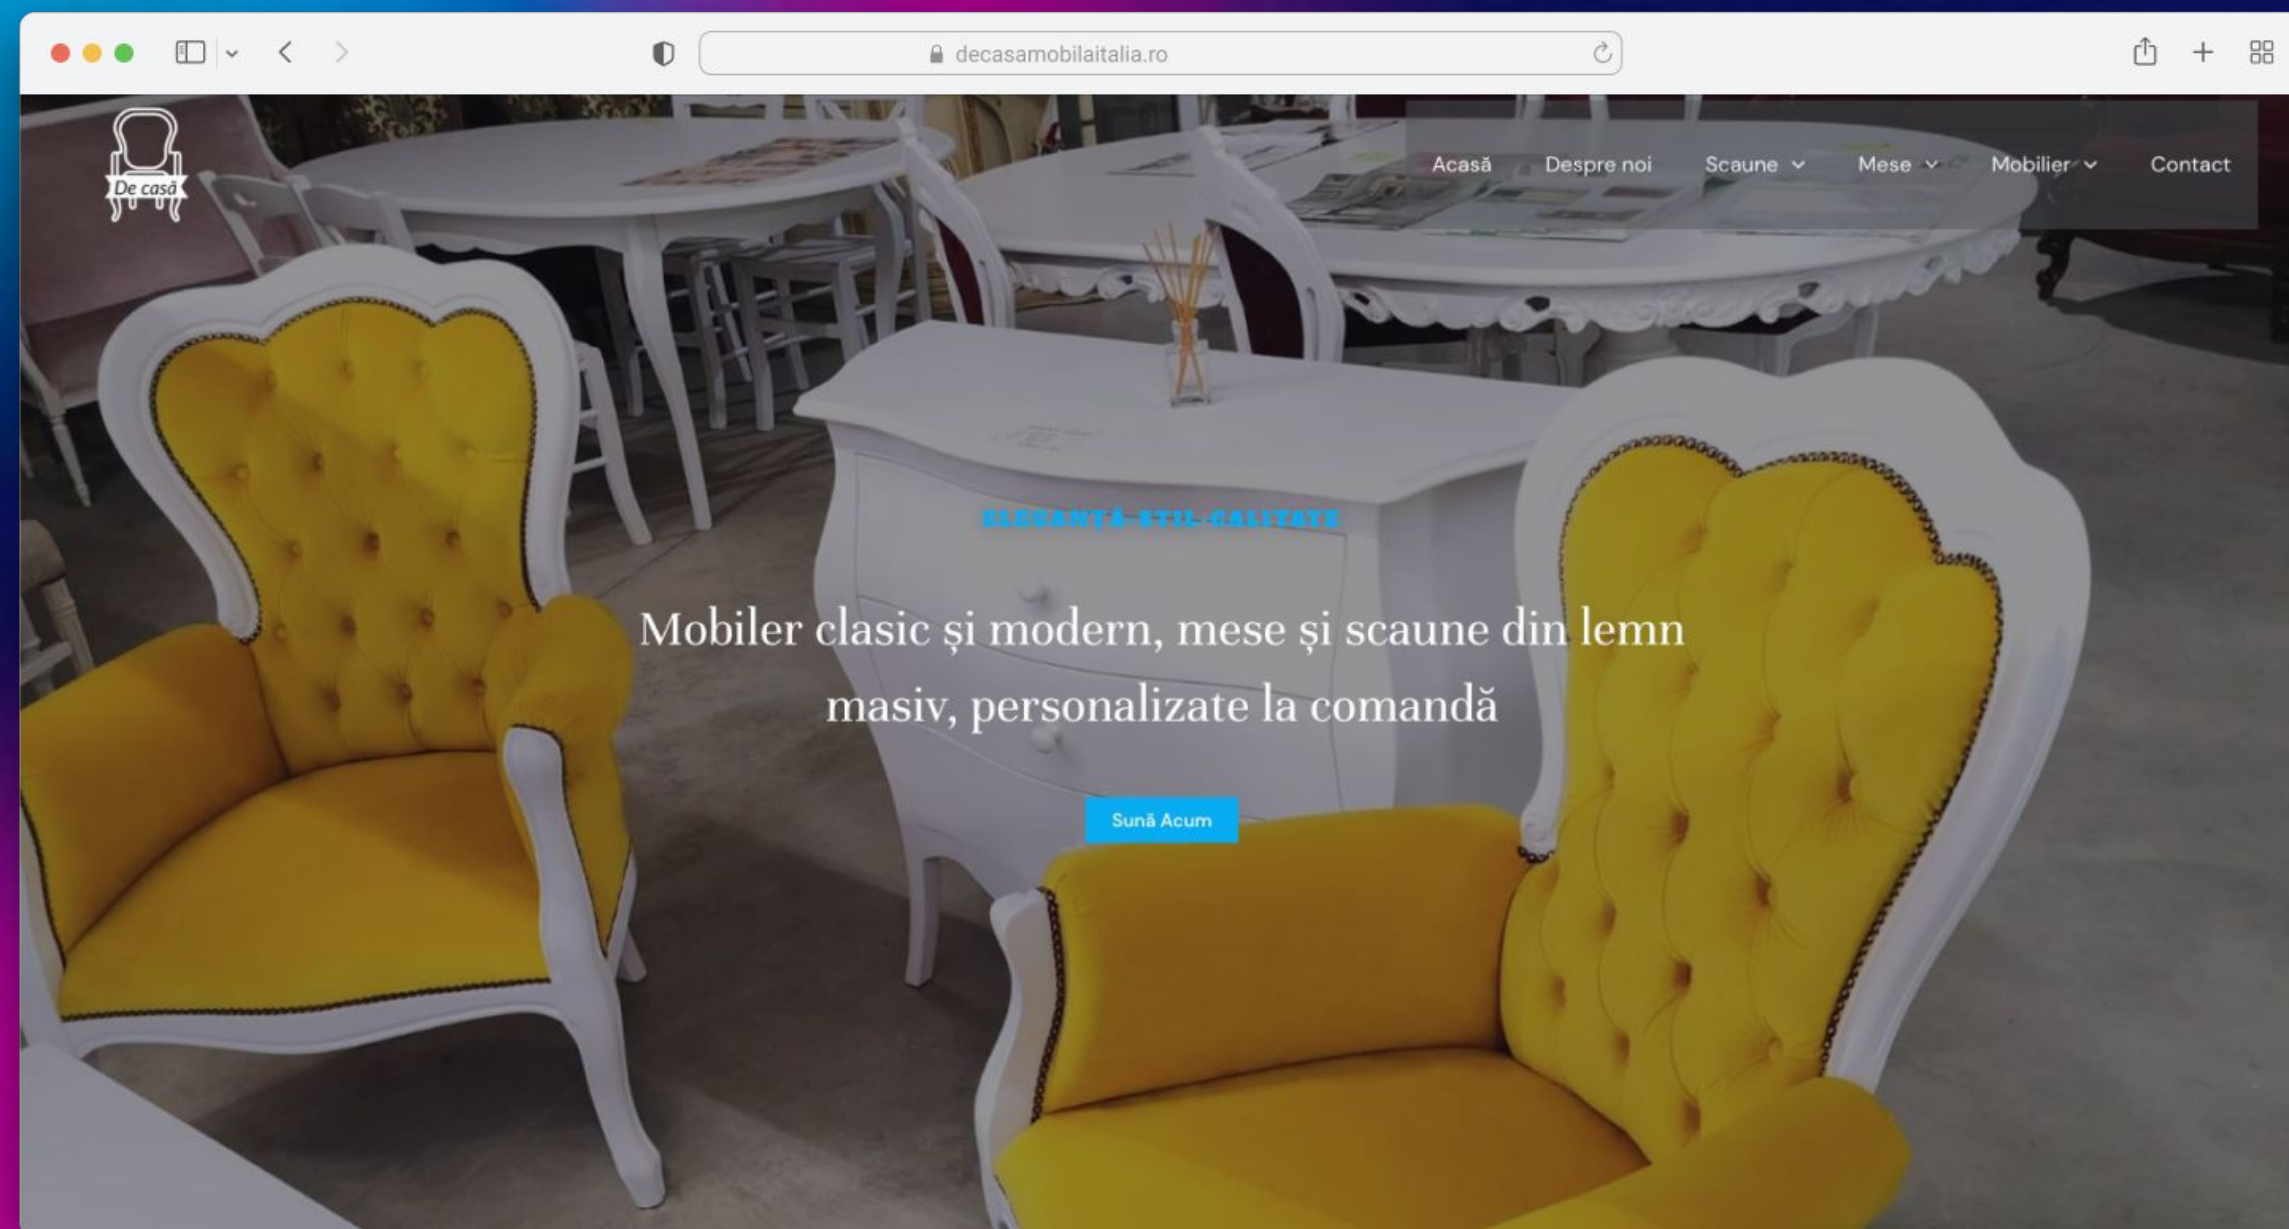 decasamobilaitalia.ro
De casă
Acasă Despre noi Scaune Mese Mobilier Contact
ELEGANȚĂ-STIL-CALITATE
Mobiler clasic și modern, mese și scaune din lemn
masiv, personalizate la comandă
Sună Acum